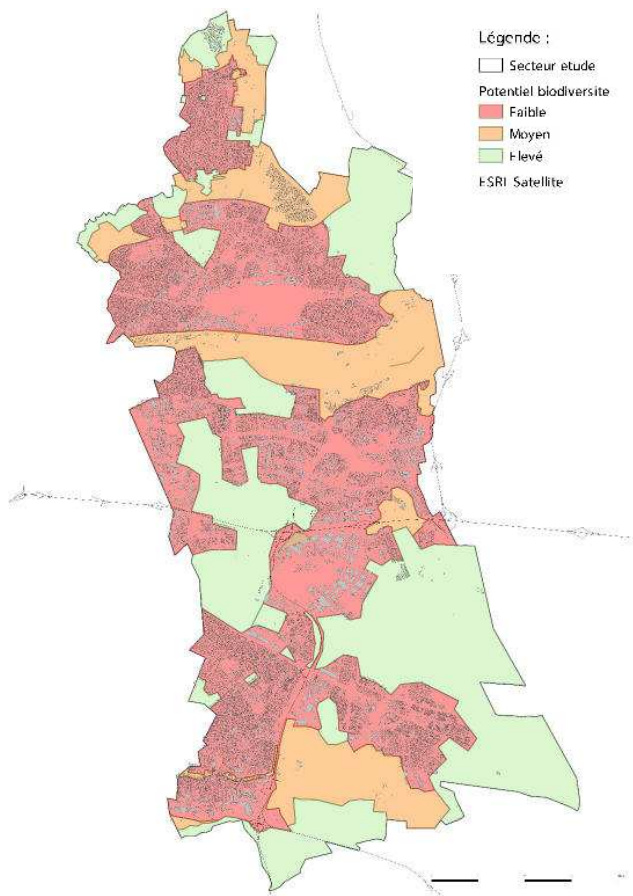 Légende :
Secteur etude
Potentiel biodiversite
Faible
Moyen
Elevé
ESRI Satellite